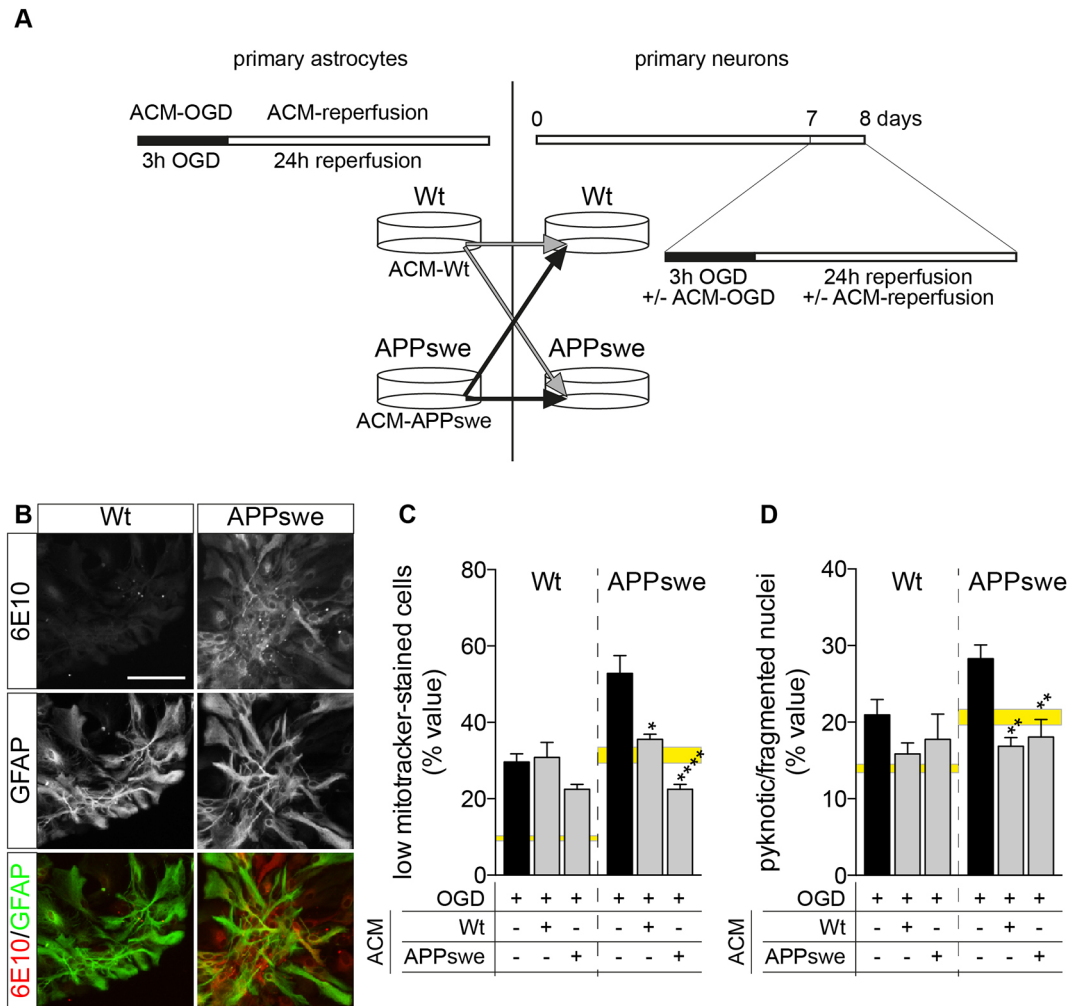 A
primary astrocytes
primary neurons
ACM-OGD
ACM-reperfusion
3h OGD
24h reperfusion
0
7
8 days
Wt
Wt
ACM-Wt
3h OGD
24h reperfusion
+/- ACM-OGD
+/- ACM-reperfusion
APPswe
APPswe
ACM-APPswe
B
Wt
APPswe
6E10
GFAP
6E10/GFAP
C
low mitotracker-stained cells
(% value)
80
60
40
20
0
Wt
APPswe
*
****
OGD + + + + + +
ACM
Wt - + - - + -
APPswe - - + - - +
D
pyknotic/fragmented nuclei
(% value)
40
30
20
10
0
Wt
APPswe
**
**
OGD + + + + + +
ACM
Wt - + - - + -
APPswe - - + - - +